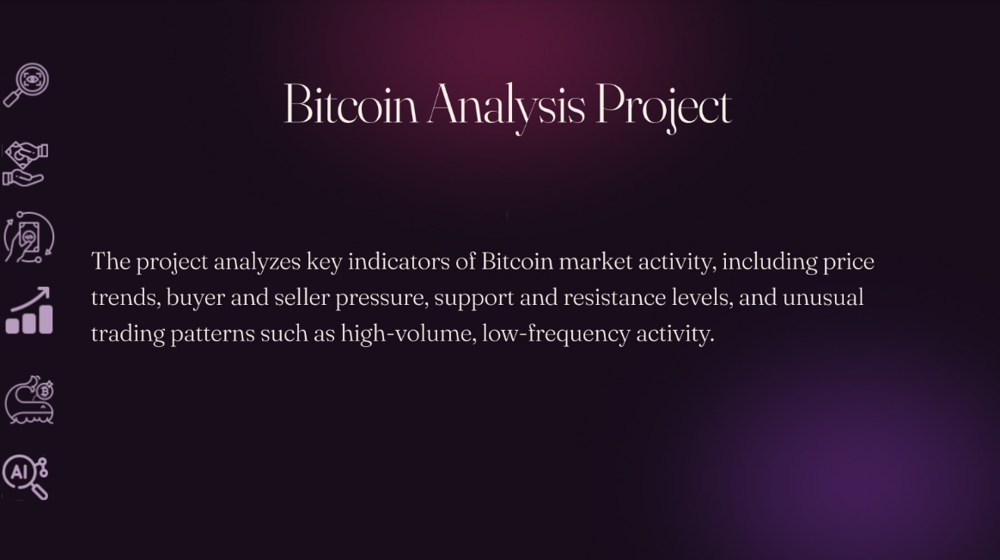 Bitcoin Analysis Project
The project analyzes key indicators of Bitcoin market activity, including price
trends, buyer and seller pressure, support and resistance levels, and unusual
trading patterns such as high-volume, low-frequency activity.
AI